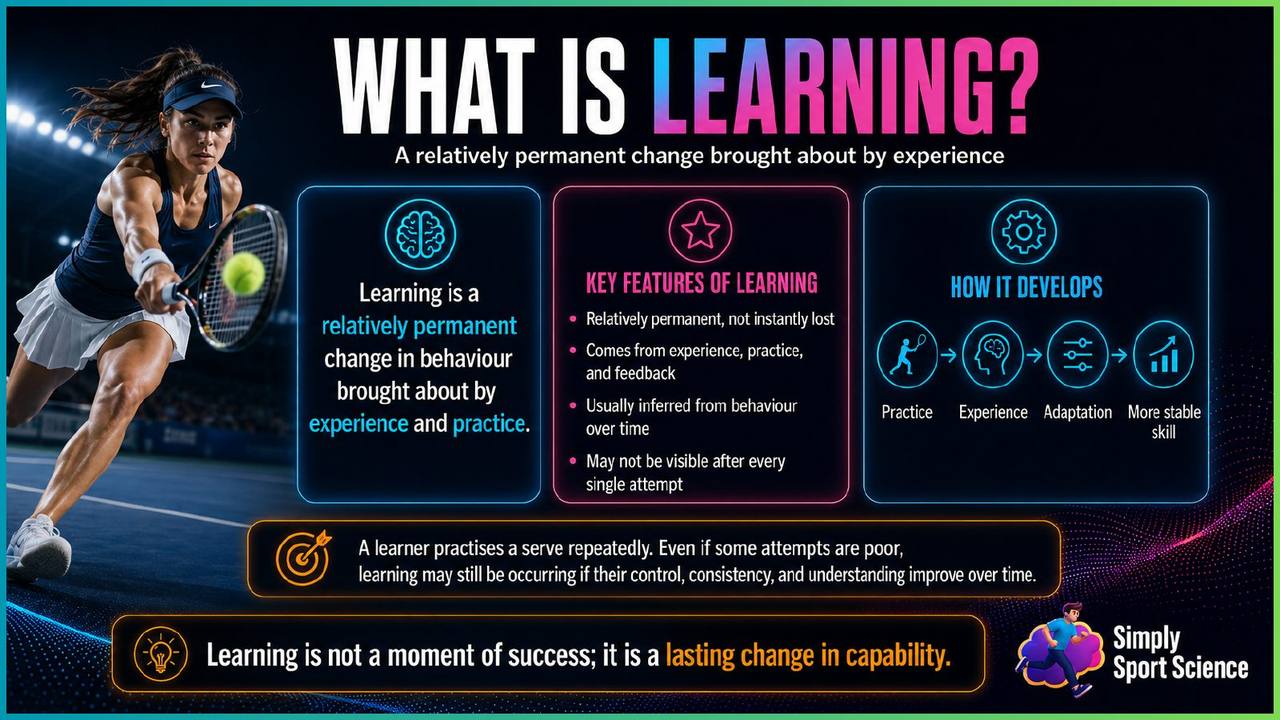 WHAT IS LEARNING?
A relatively permanent change brought about by experience
Learning is a
relatively permanent
change in behaviour
brought about by
experience and practice.
KEY FEATURES OF LEARNING
• Relatively permanent, not instantly lost
• Comes from experience, practice,
and feedback
• Usually inferred from behaviour
over time
• May not be visible after every
single attempt
HOW IT DEVELOPS
Practice
Experience
Adaptation
More stable
skill
A learner practises a serve repeatedly. Even if some attempts are poor,
learning may still be occurring if their control, consistency, and understanding improve over time.
Learning is not a moment of success; it is a lasting change in capability.
Simply
Sport Science